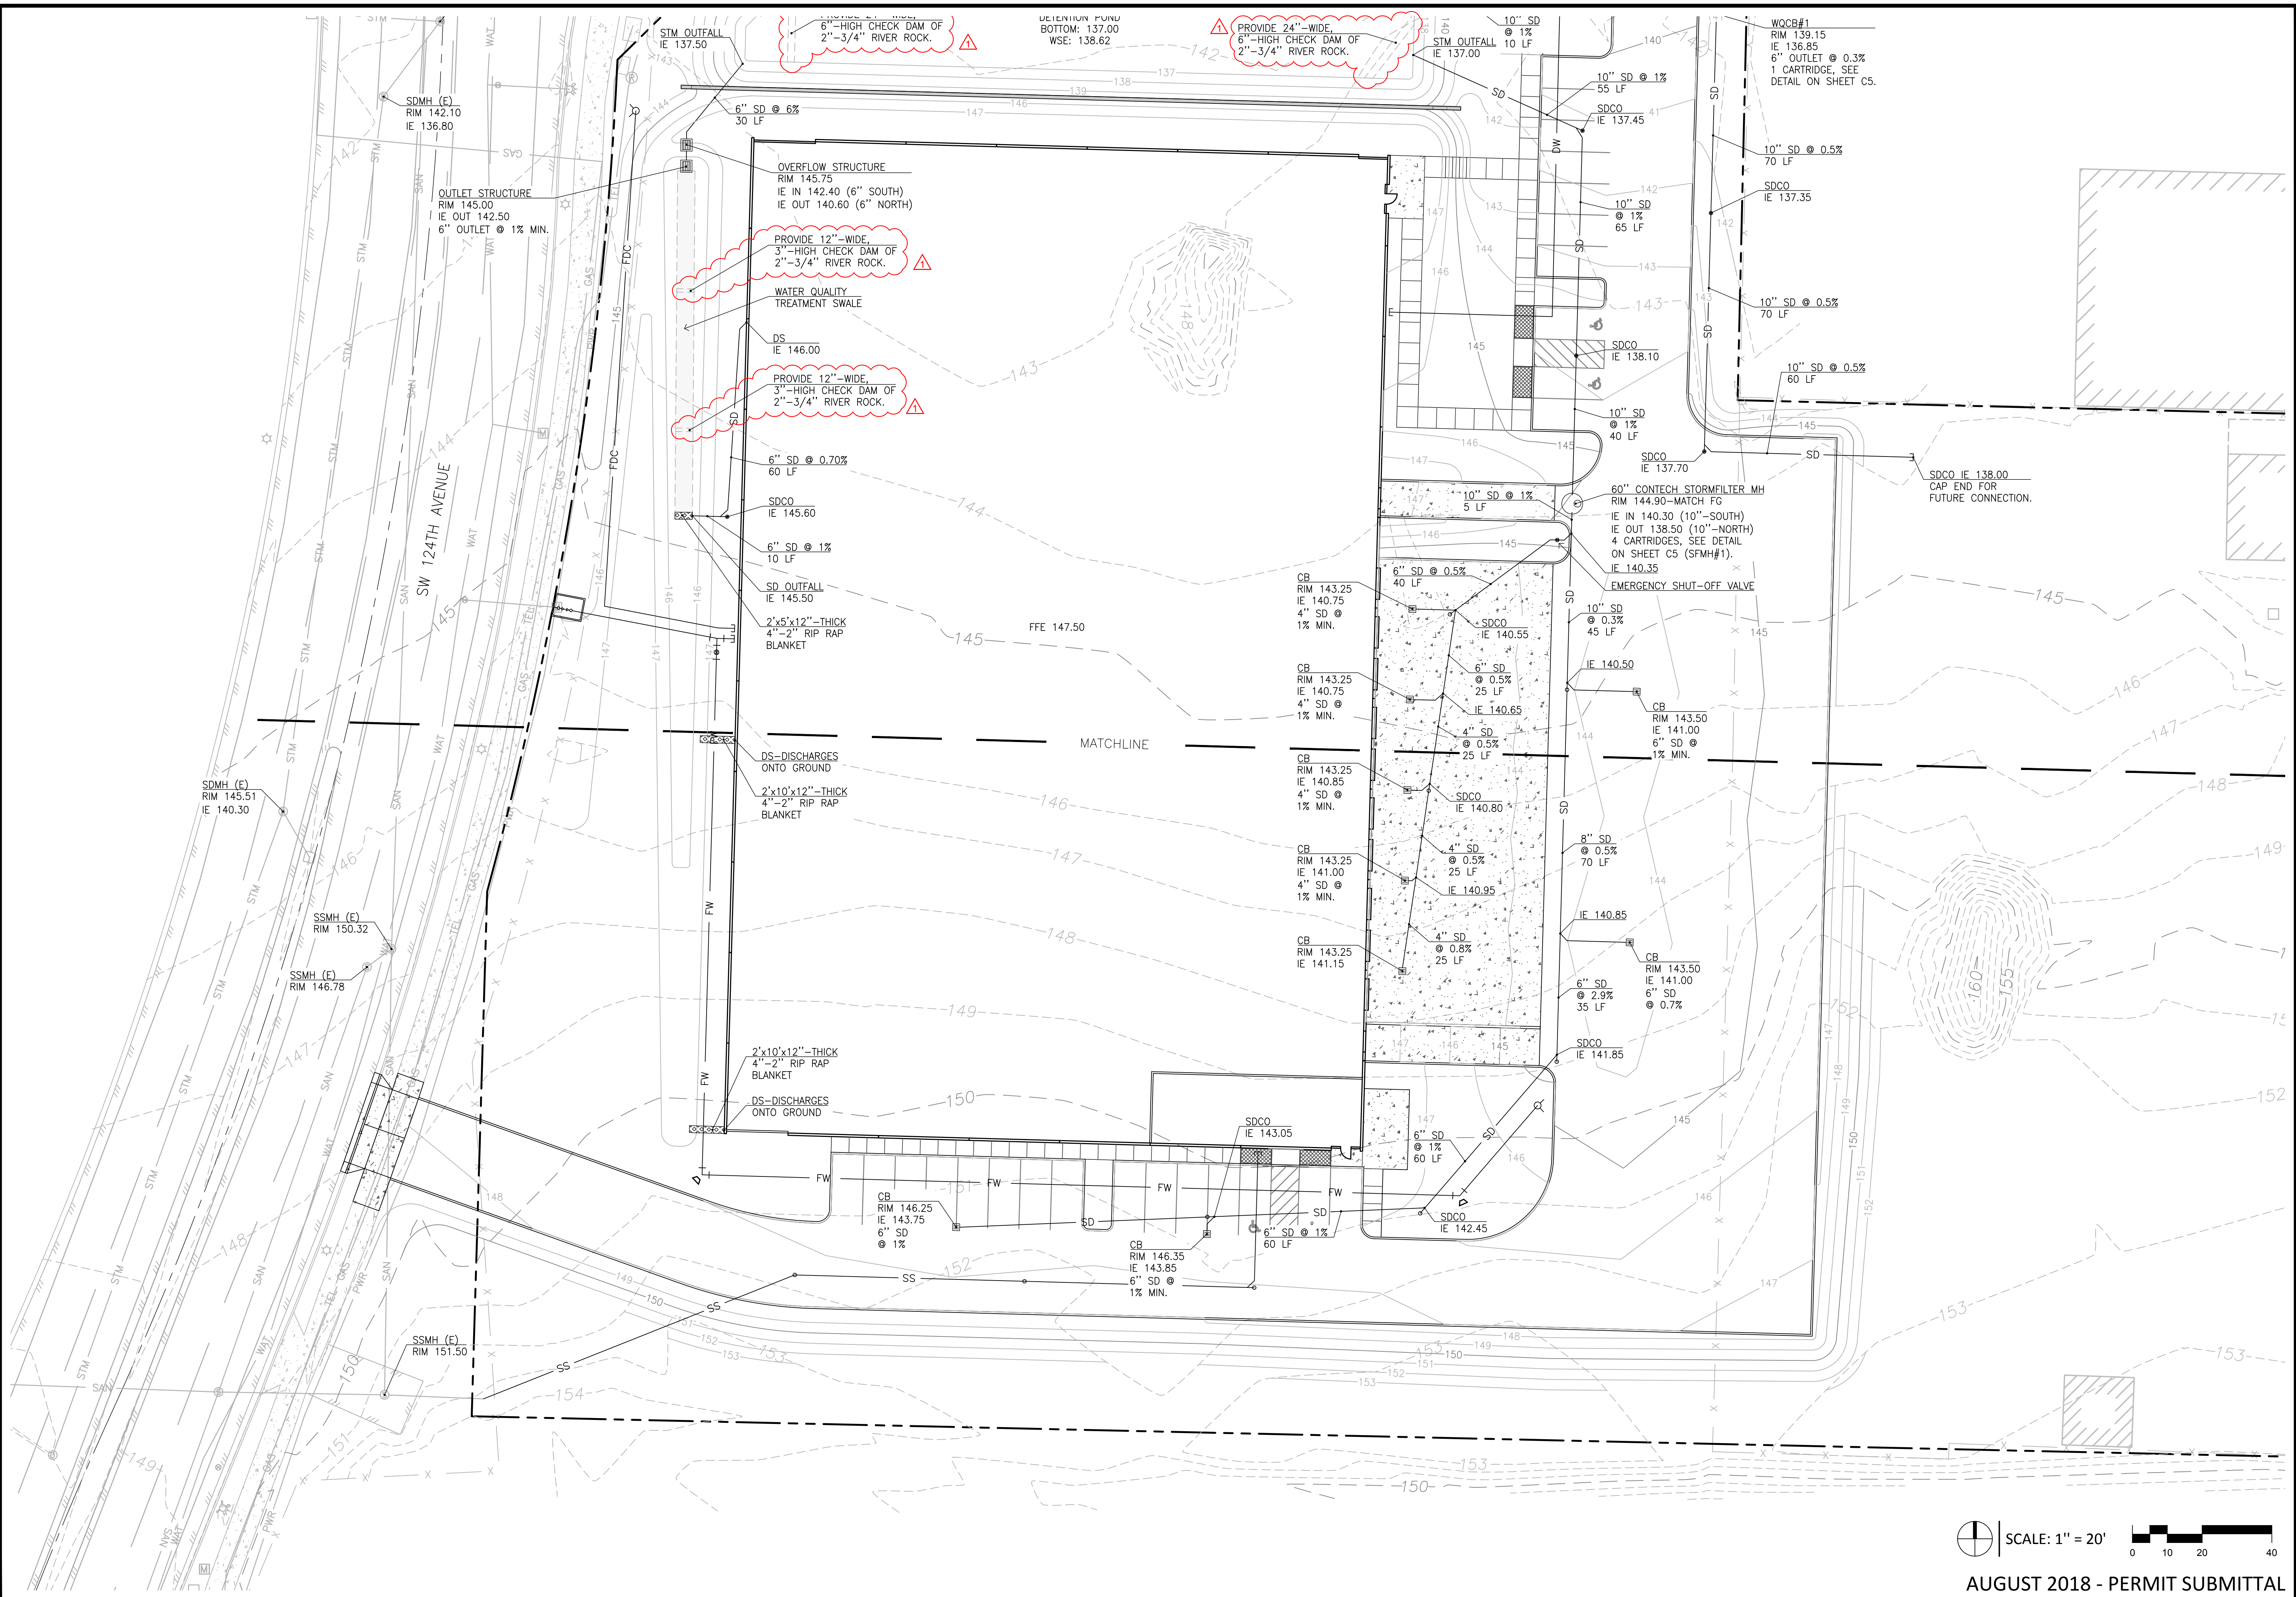 6''-HIGH CHECK DAM OF
2''-3/4'' RIVER ROCK.
1
STM OUTFALL
IE 137.50
DETENTION POND
BOTTOM: 137.00
WSE: 138.62
1
PROVIDE 24''-WIDE,
6''-HIGH CHECK DAM OF
2''-3/4'' RIVER ROCK.
STM OUTFALL
IE 137.00
10'' SD
@ 1%
10 LF
WQCB#1
RIM 139.15
IE 136.85
6'' OUTLET @ 0.3%
1 CARTRIDGE, SEE
DETAIL ON SHEET C5.
SDMH (E)
RIM 142.10
IE 136.80
6'' SD @ 6%
30 LF
10'' SD @ 1%
55 LF
SDCO
IE 137.45
10'' SD @ 0.5%
70 LF
SDCO
IE 137.35
OUTLET STRUCTURE
RIM 145.00
IE OUT 142.50
6'' OUTLET @ 1% MIN.
OVERFLOW STRUCTURE
RIM 145.75
IE IN 142.40 (6'' SOUTH)
IE OUT 140.60 (6'' NORTH)
10'' SD
@ 1%
65 LF
PROVIDE 12''-WIDE,
3''-HIGH CHECK DAM OF
2''-3/4'' RIVER ROCK.
1
WATER QUALITY
TREATMENT SWALE
10'' SD @ 0.5%
70 LF
DS
IE 146.00
SDCO
IE 138.10
PROVIDE 12''-WIDE,
3''-HIGH CHECK DAM OF
2''-3/4'' RIVER ROCK.
1
10'' SD @ 0.5%
60 LF
10'' SD
@ 1%
40 LF
6'' SD @ 0.70%
60 LF
SDCO
IE 137.70
SDCO IE 138.00
CAP END FOR
FUTURE CONNECTION.
SW 124TH AVENUE
SDCO
IE 145.60
10'' SD @ 1%
5 LF
60'' CONTECH STORMFILTER MH
RIM 144.90-MATCH FG
IE IN 140.30 (10''-SOUTH)
IE OUT 138.50 (10''-NORTH)
4 CARTRIDGES, SEE DETAIL
ON SHEET C5 (SFMH#1).
IE 140.35
EMERGENCY SHUT-OFF VALVE
6'' SD @ 1%
10 LF
SD OUTFALL
IE 145.50
2'x5'x12''-THICK
4''-2'' RIP RAP
BLANKET
FFE 147.50
CB
RIM 143.25
IE 140.75
4'' SD @
1% MIN.
6'' SD @ 0.5%
40 LF
SDCO
IE 140.55
10'' SD
@ 0.3%
45 LF
CB
RIM 143.25
IE 140.75
4'' SD @
1% MIN.
6'' SD
@ 0.5%
25 LF
IE 140.65
IE 140.50
CB
RIM 143.50
IE 141.00
6'' SD @
1% MIN.
MATCHLINE
DS-DISCHARGES
ONTO GROUND
2'x10'x12''-THICK
4''-2'' RIP RAP
BLANKET
SDMH (E)
RIM 145.51
IE 140.30
CB
RIM 143.25
IE 140.85
4'' SD @
1% MIN.
4'' SD
@ 0.5%
25 LF
SDCO
IE 140.80
CB
RIM 143.25
IE 141.00
4'' SD @
1% MIN.
4'' SD
@ 0.5%
25 LF
IE 140.95
8'' SD
@ 0.5%
70 LF
SSMH (E)
RIM 150.32
SSMH (E)
RIM 146.78
CB
RIM 143.25
IE 141.15
4'' SD
@ 0.8%
25 LF
IE 140.85
CB
RIM 143.50
IE 141.00
6'' SD
@ 0.7%
6'' SD
@ 2.9%
35 LF
SDCO
IE 141.85
2'x10'x12''-THICK
4''-2'' RIP RAP
BLANKET
DS-DISCHARGES
ONTO GROUND
SDCO
IE 143.05
6'' SD
@ 1%
60 LF
CB
RIM 146.25
IE 143.75
6'' SD
@ 1%
CB
RIM 146.35
IE 143.85
6'' SD @
1% MIN.
6'' SD @ 1%
60 LF
SDCO
IE 142.45
SSMH (E)
RIM 151.50
SCALE: 1'' = 20'
0 10 20 40
AUGUST 2018 - PERMIT SUBMITTAL